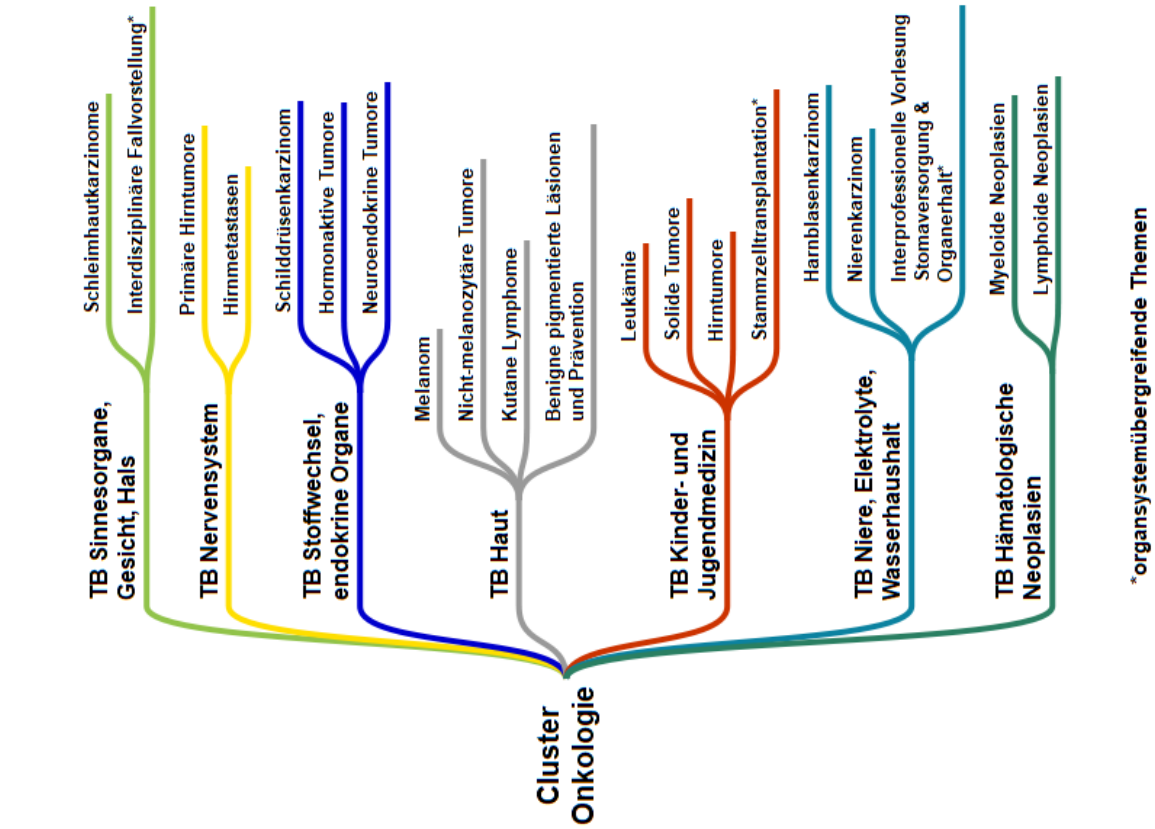 Cluster
Onkologie
TB Sinnesorgane,
Gesicht, Hals
Schleimhautkarzinome
Interdisziplinäre Fallvorstellung*
TB Nervensystem
Primäre Hirntumore
Hirnmetastasen
TB Stoffwechsel,
endokrine Organe
Schilddrüsenkarzinom
Hormonaktive Tumore
Neuroendokrine Tumore
TB Haut
Melanom
Nicht-melanozytäre Tumore
Kutane Lymphome
Benigne pigmentierte Läsionen
und Prävention
TB Kinder- und
Jugendmedizin
Leukämie
Solide Tumore
Hirntumore
Stammzelltransplantation*
TB Niere, Elektrolyte,
Wasserhaushalt
Harnblasenkarzinom
Nierenkarzinom
Interprofessionelle Vorlesung
Stomaversorgung &
Organerhalt*
TB Hämatologische
Neoplasien
Myeloide Neoplasien
Lymphoide Neoplasien
*organsystemübergreifende Themen